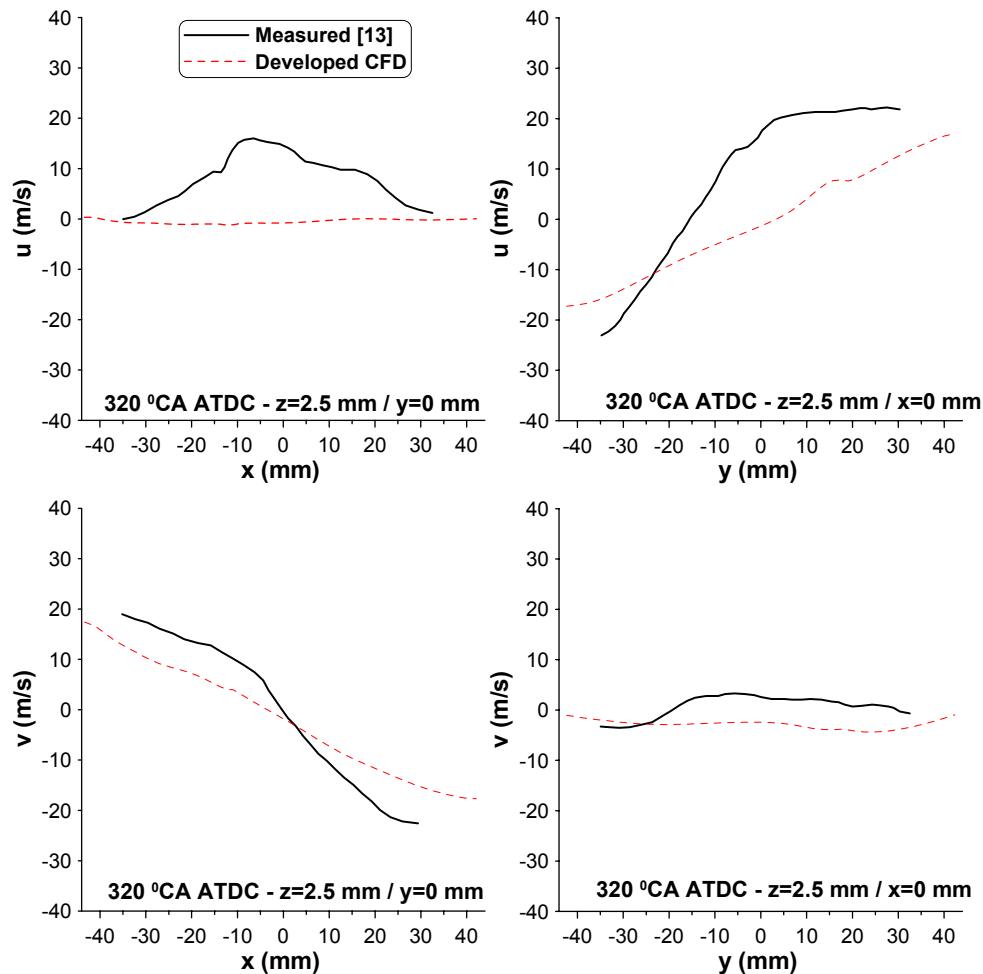 Measured [13]
Developed CFD
40
30
20
10
0
-10
-20
-30
-40
u (m/s)
320 ⁰CA ATDC - z=2.5 mm / y=0 mm
-40 -30 -20 -10 0 10 20 30 40
x (mm)
40
30
20
10
0
-10
-20
-30
-40
u (m/s)
320 ⁰CA ATDC - z=2.5 mm / x=0 mm
-40 -30 -20 -10 0 10 20 30 40
y (mm)
40
30
20
10
0
-10
-20
-30
-40
v (m/s)
320 ⁰CA ATDC - z=2.5 mm / y=0 mm
-40 -30 -20 -10 0 10 20 30 40
x (mm)
40
30
20
10
0
-10
-20
-30
-40
v (m/s)
320 ⁰CA ATDC - z=2.5 mm / x=0 mm
-40 -30 -20 -10 0 10 20 30 40
y (mm)